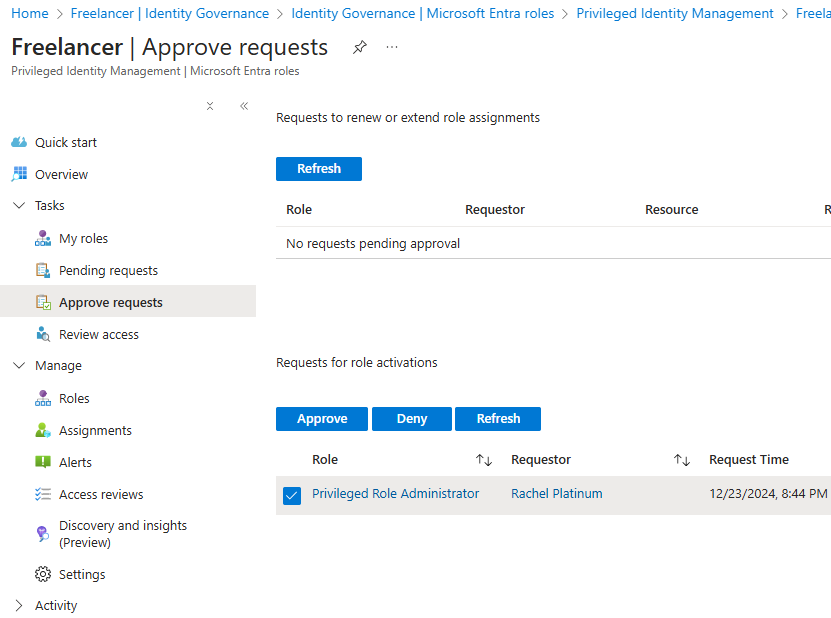 Home > Freelancer | Identity Governance > Identity Governance | Microsoft Entra roles > Privileged Identity Management >
Freelancer | Approve requests
Privileged Identity Management | Microsoft Entra roles
Quick start
Overview
Tasks
My roles
Pending requests
Approve requests
Review access
Manage
Roles
Assignments
Alerts
Access reviews
Discovery and insights
(Preview)
Settings
Activity
Requests to renew or extend role assignments
Refresh
Role Requestor Resource
No requests pending approval
Requests for role activations
Approve Deny Refresh
Role Requestor Request Time
Privileged Role Administrator Rachel Platinum 12/23/2024, 8:44 PM